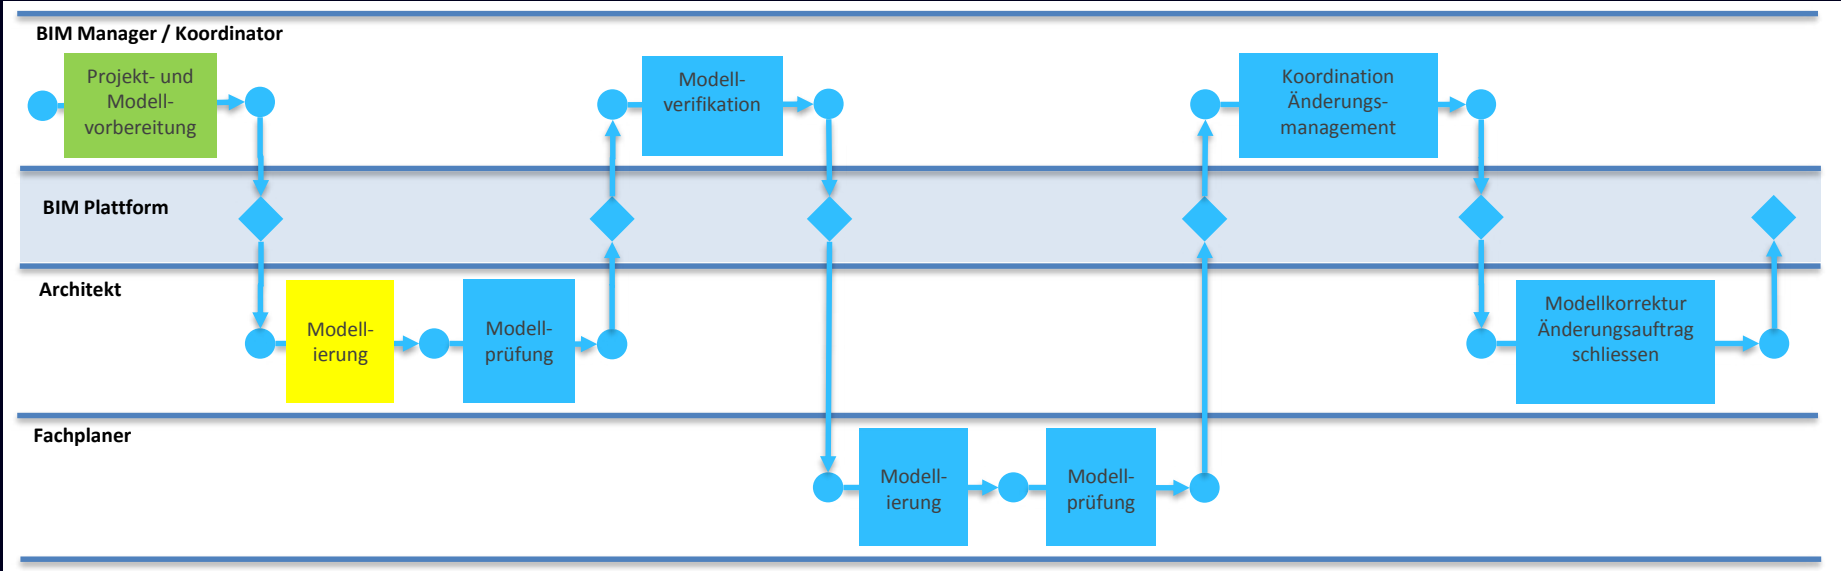 BIM Manager / Koordinator
Projekt- und
Modell-
vorbereitung
Modell-
verifikation
Koordination
Änderungs-
management
BIM Plattform
Architekt
Modell-
ierung
Modell-
prüfung
Modellkorrektur
Änderungsauftrag
schliessen
Fachplaner
Modell-
ierung
Modell-
prüfung